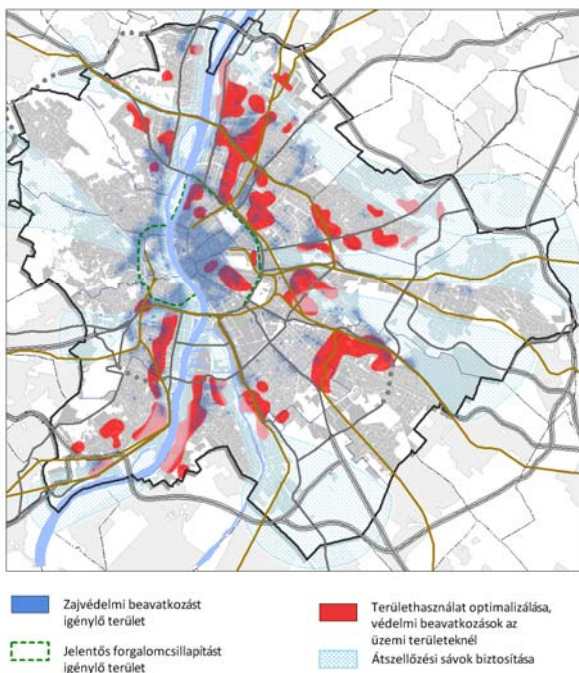 Zajvédelmi beavatkozást
igénylő terület
Jelentős forgalomcsillapítást
igénylő terület
Területhasználat optimalizálása,
védelmi beavatkozások az
üzemi területeknél
Átszellőzési sávok biztosítása